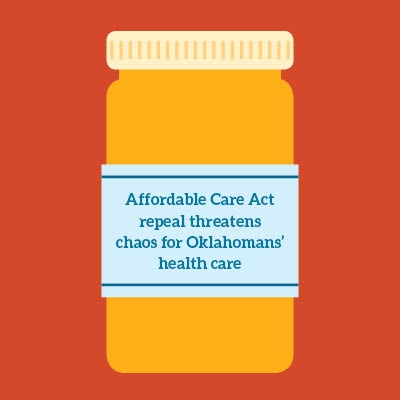 Affordable Care Act
repeal threatens
chaos for Oklahomans’
health care